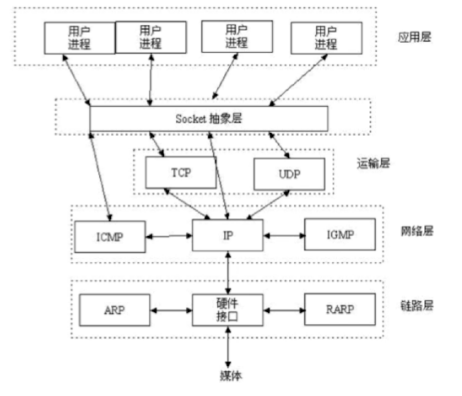 用户
进程
用户
进程
用户
进程
用户
进程
应用层
Socket 抽象层
TCP
UDP
运输层
ICMP
IP
IGMP
网络层
ARP
硬件
接口
RARP
链路层
媒体